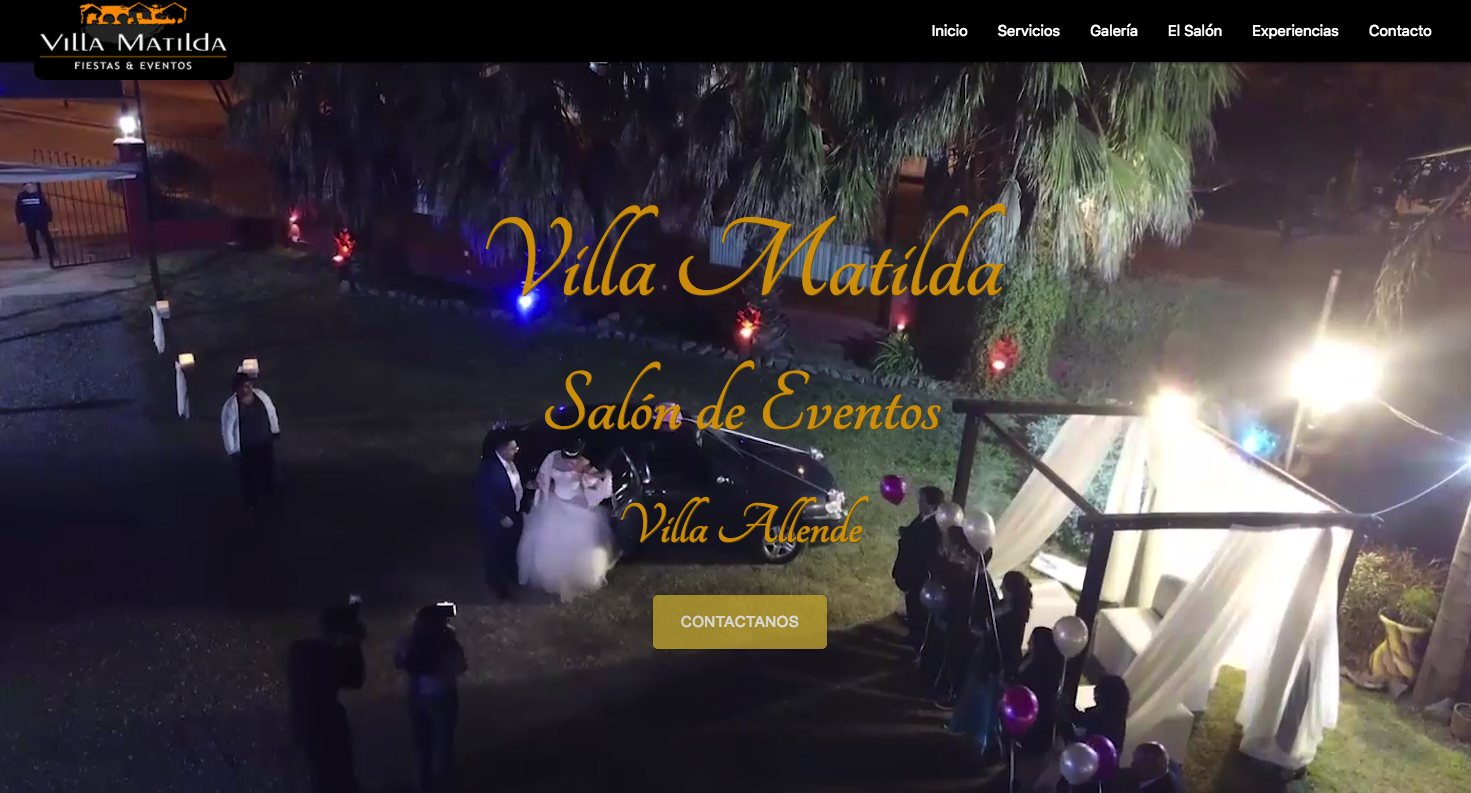 Villa Matilda
FIESTAS & EVENTOS
Inicio Servicios Galería El Salón Experiencias Contacto
Villa Matilda
Salón de Eventos
Villa Allende
CONTACTANOS